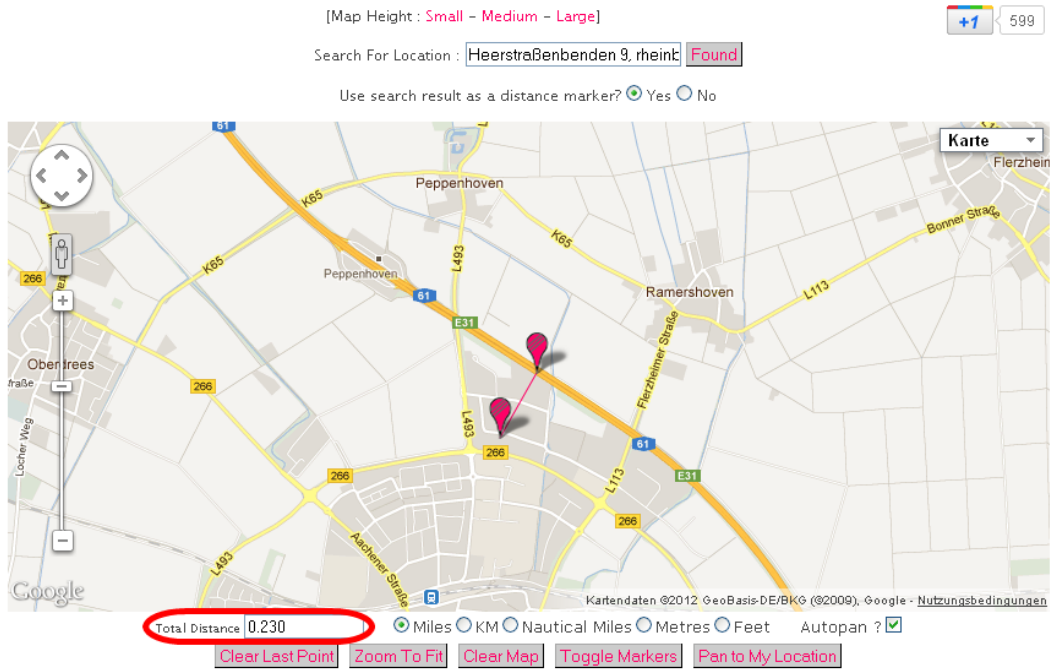 [Map Height : Small - Medium - Large]
+1 599
Search For Location : Heerstraßenbenden 9, rheinb Found
Use search result as a distance marker? Yes No
61
Karte
Flerzheim
K65
Peppenhoven
Bonner Straße
L493
K65
K65
Peppenhoven
266
61
Ramershoven
L113
E31
Flerzheimer Straße
Oberdrees
266
L493
Locher Weg
266
61
E31
266
L113
266
L493
Aachener Straße
Google
Kartendaten ©2012 GeoBasis-DE/BKG (©2009), Google - Nutzungsbedingungen
Total Distance 0.230 Miles KM Nautical Miles Metres Feet Autopan ?
Clear Last Point Zoom To Fit Clear Map Toggle Markers Pan to My Location